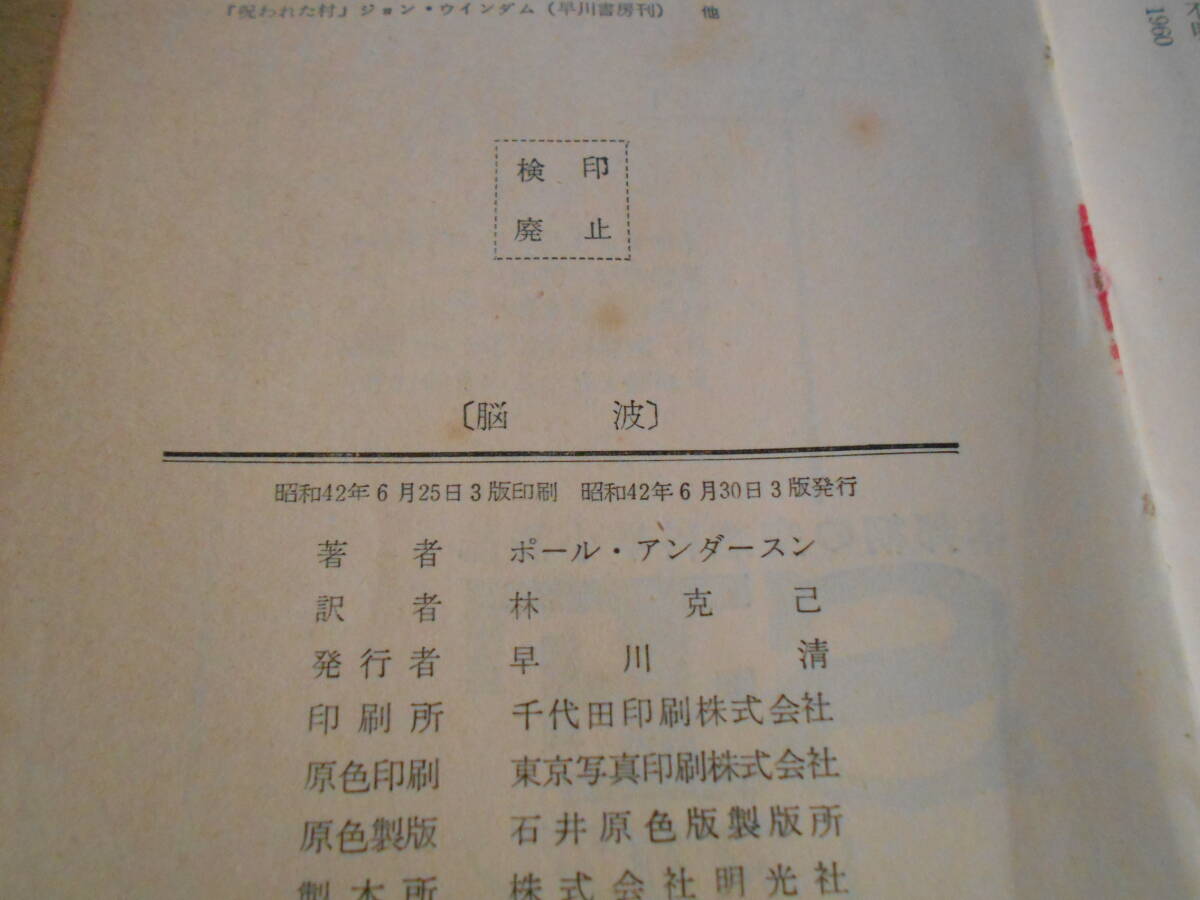 『呪われた村』ジョン・ウインダム（早川書房刊）　他
1960
検印
廃止
〔脳　波〕
昭和42年6月25日3版印刷　昭和42年6月30日3版発行
著者　ポール・アンダースン
訳者　林克己
発行者　早川清
印刷所　千代田印刷株式会社
原色印刷　東京写真印刷株式会社
原色製版　石井原色版製版所
製本所　株式会社明光社